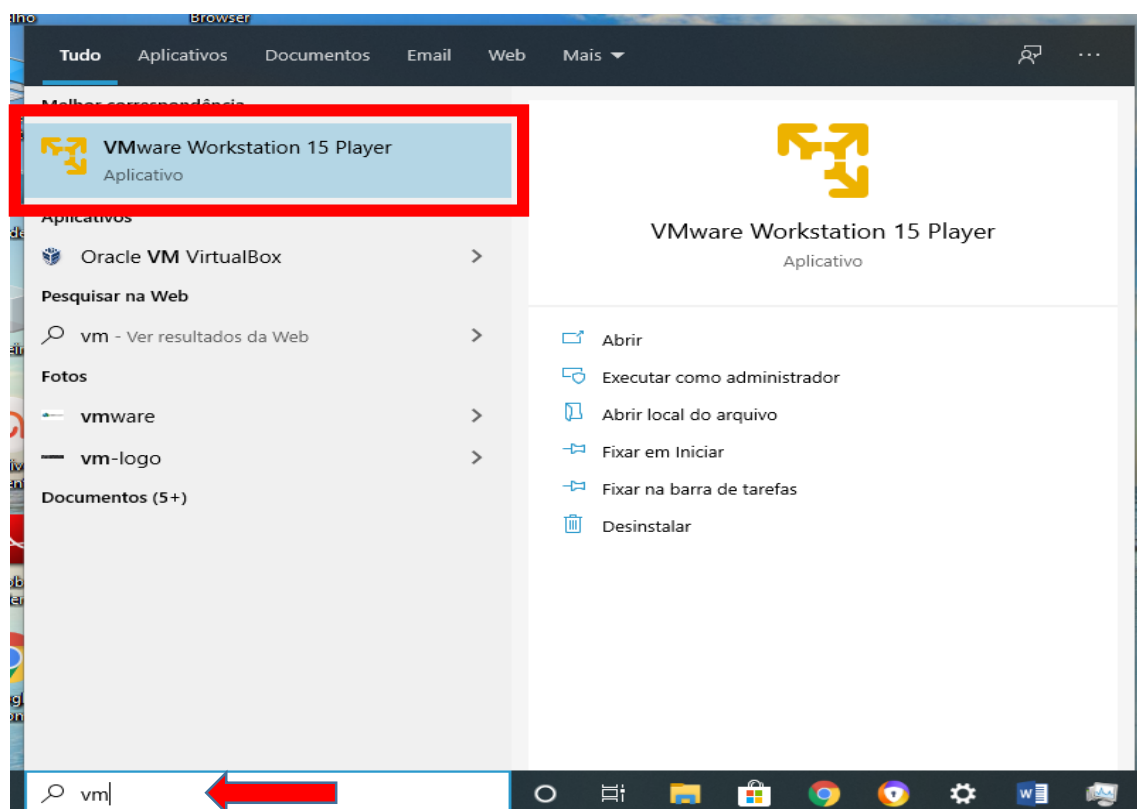 Browser
Tudo Aplicativos Documentos Email Web Mais
Melhor correspondência
VMware Workstation 15 Player
Aplicativo
Aplicativos
Oracle VM VirtualBox
Pesquisar na Web
vm - Ver resultados da Web
Fotos
vmware
vm-logo
Documentos (5+)
VMware Workstation 15 Player
Aplicativo
Abrir
Executar como administrador
Abrir local do arquivo
Fixar em Iniciar
Fixar na barra de tarefas
Desinstalar
vm